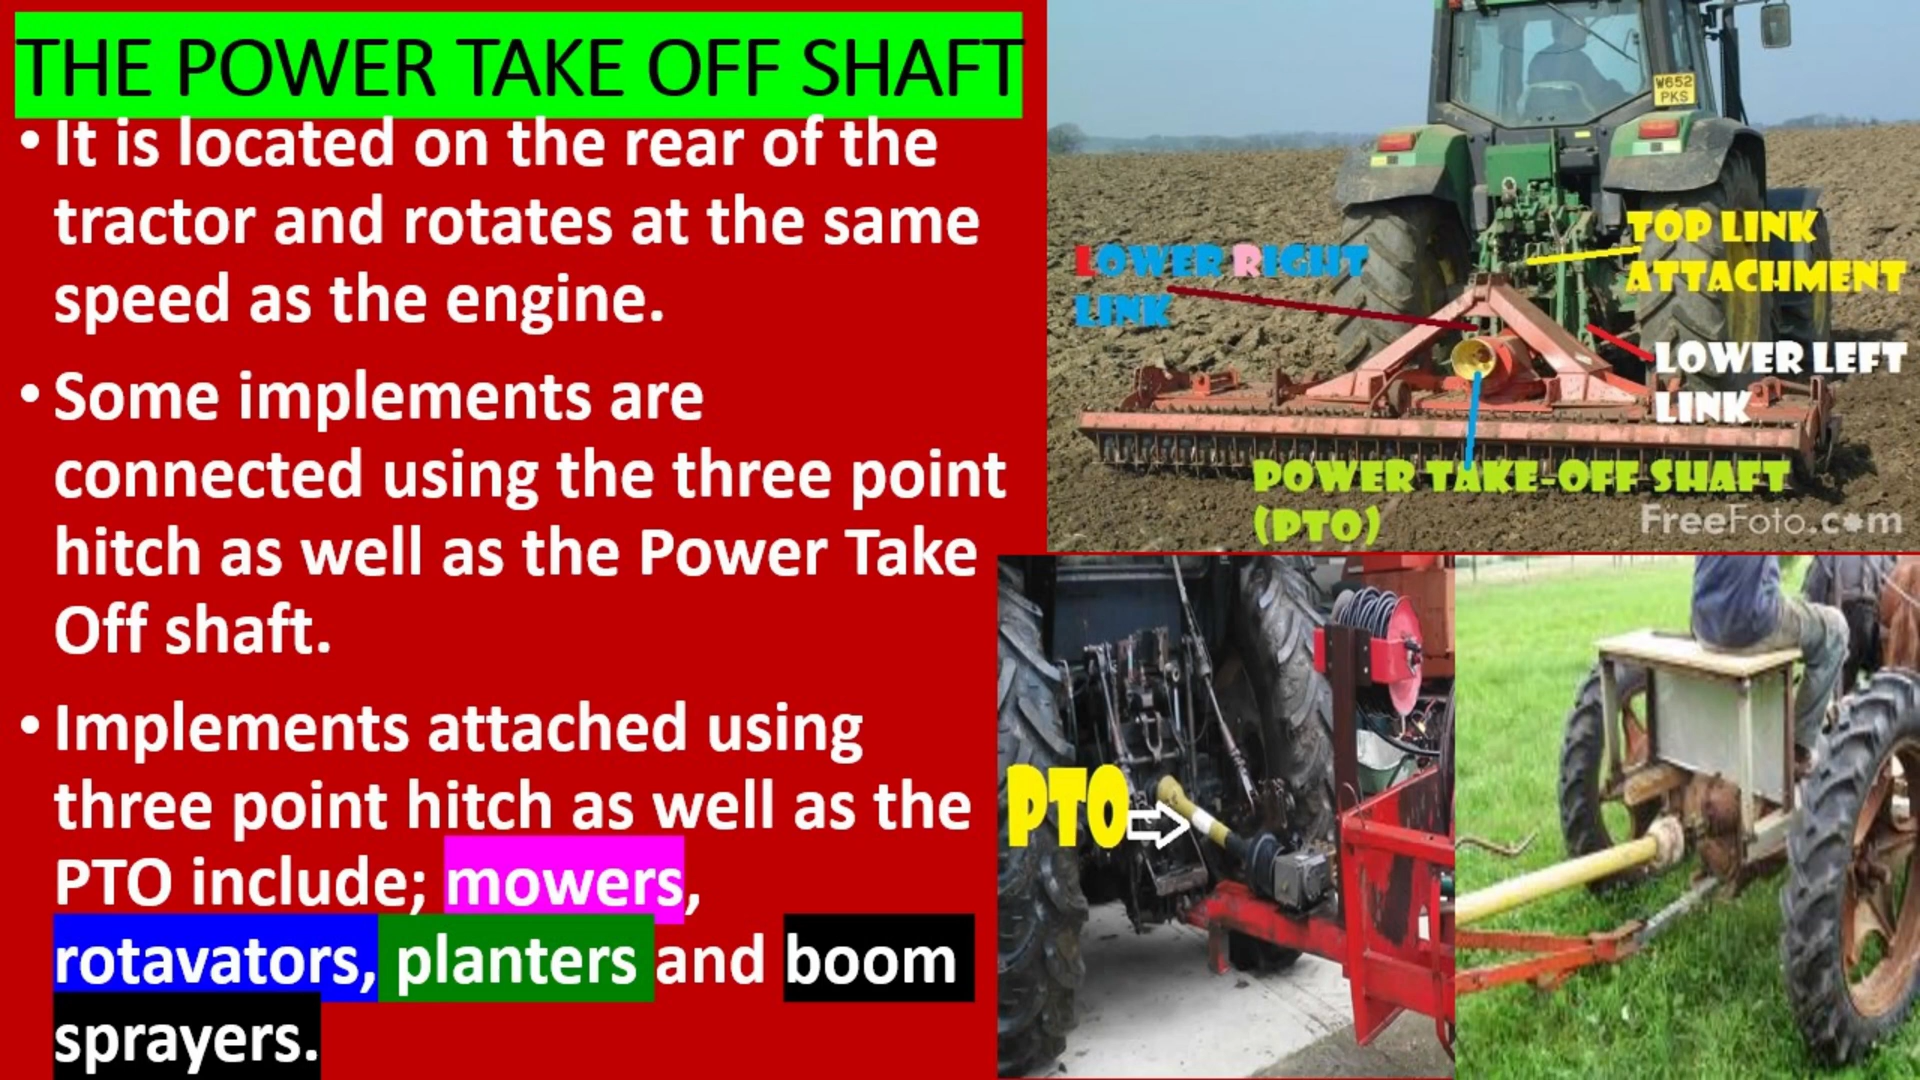 THE POWER TAKE OFF SHAFT
• It is located on the rear of the
tractor and rotates at the same
speed as the engine.
• Some implements are
connected using the three point
hitch as well as the Power Take
Off shaft.
• Implements attached using
three point hitch as well as the
PTO include; mowers,
rotavators, planters and boom
sprayers.
W652
PKS
TOP LINK
ATTACHMENT
LOWER RIGHT
LINK
LOWER LEFT
LINK
POWER TAKE-OFF SHAFT
(PTO)
FreeFoto.com
PTO